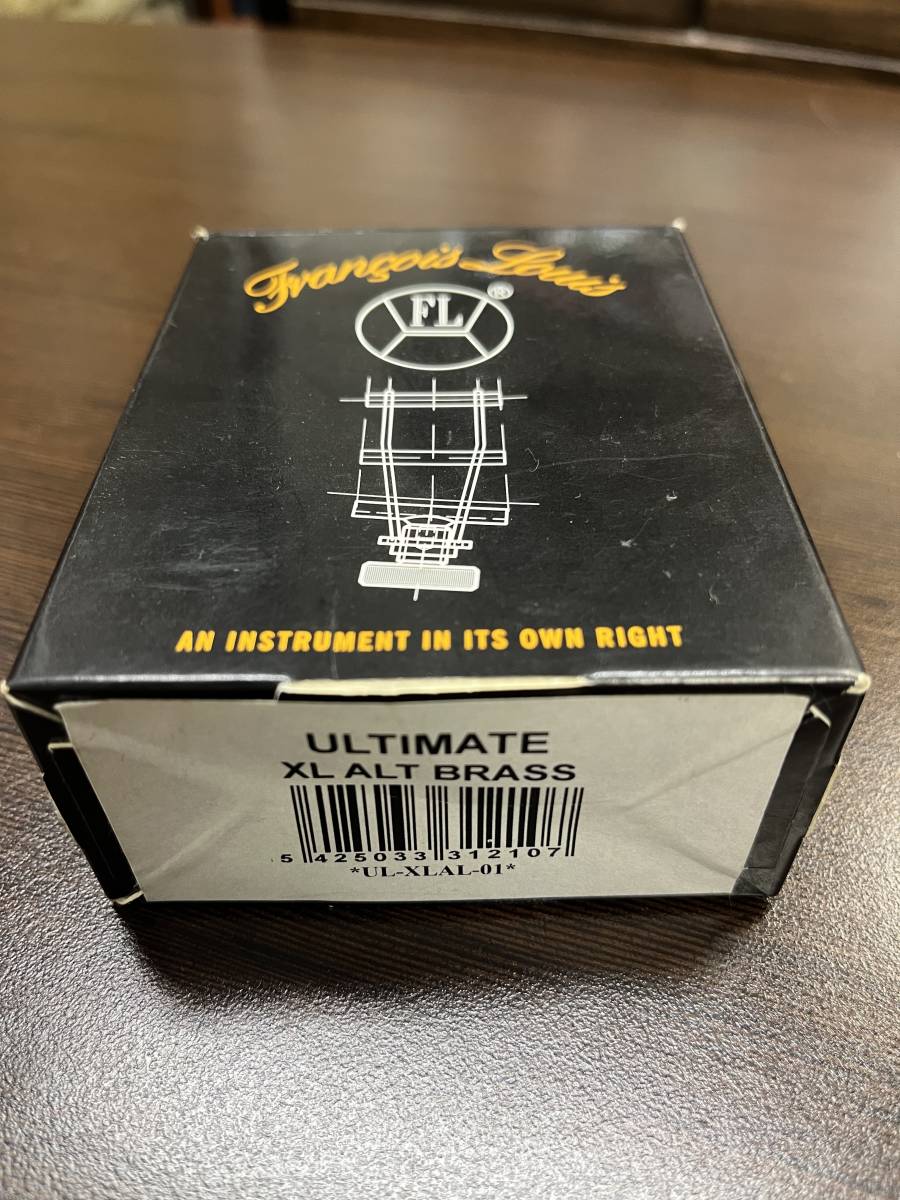 François Louis
FL®
AN INSTRUMENT IN ITS OWN RIGHT
ULTIMATE
XL ALT BRASS
5 425033 312107
*UL-XLAL-01*